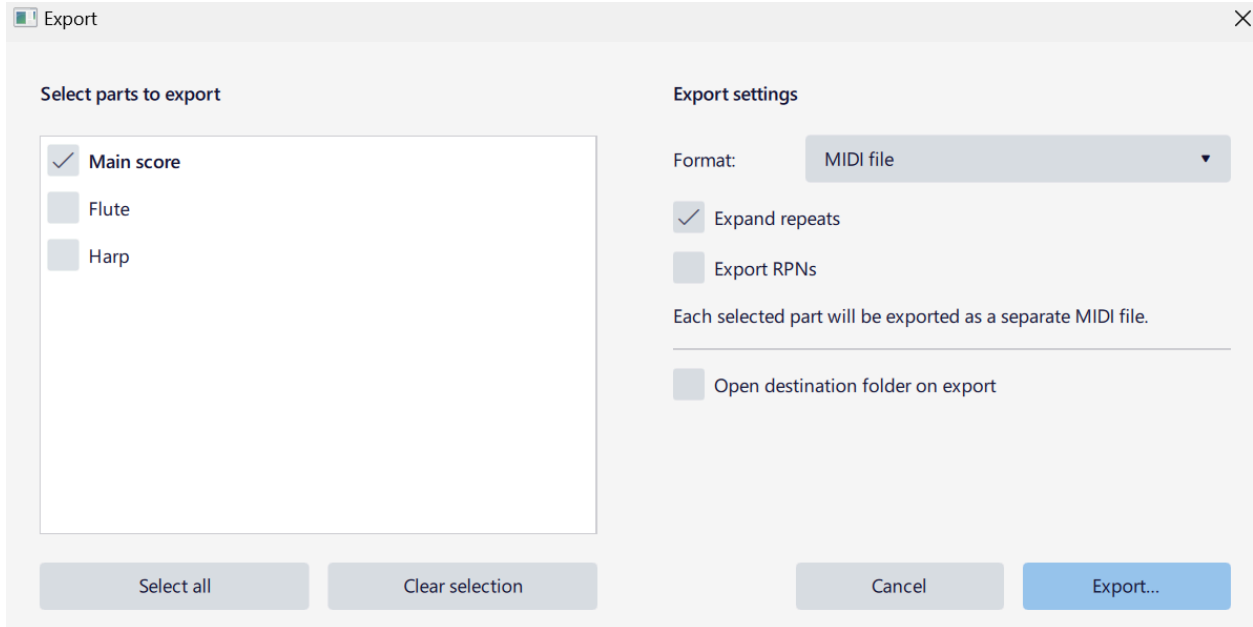 Export
Select parts to export
Main score
Flute
Harp
Select all
Clear selection
Export settings
Format:
MIDI file
Expand repeats
Export RPNs
Each selected part will be exported as a separate MIDI file.
Open destination folder on export
Cancel
Export...